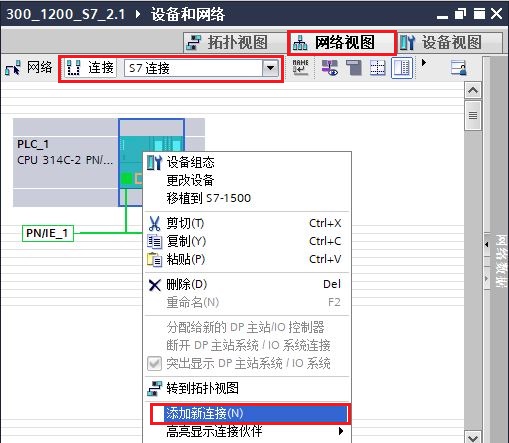 300_1200_S7_2.1 ▸ 设备和网络
拓扑视图 网络视图 设备视图
网络 连接 S7 连接
PLC_1
CPU 314C-2 PN/...
PN/IE_1
设备组态
更改设备
移植到 S7-1500
剪切(T) Ctrl+X
复制(Y) Ctrl+C
粘贴(P) Ctrl+V
删除(D) Del
重命名(N) F2
分配给新的 DP 主站/IO 控制器
断开 DP 主站系统 / IO 系统连接
突出显示 DP 主站系统 / IO 系统
转到拓扑视图
添加新连接(N)
高亮显示连接伙伴
网络数据